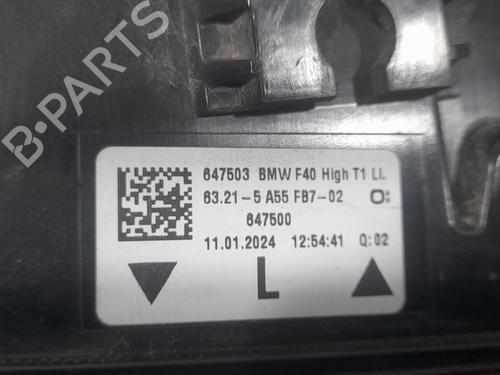 B-PARTS
647503 BMW F40 High T1 LI.
63.21-5 A55 FB7-02 O:
647500
11.01.2024 12:54:41 Q:02
L